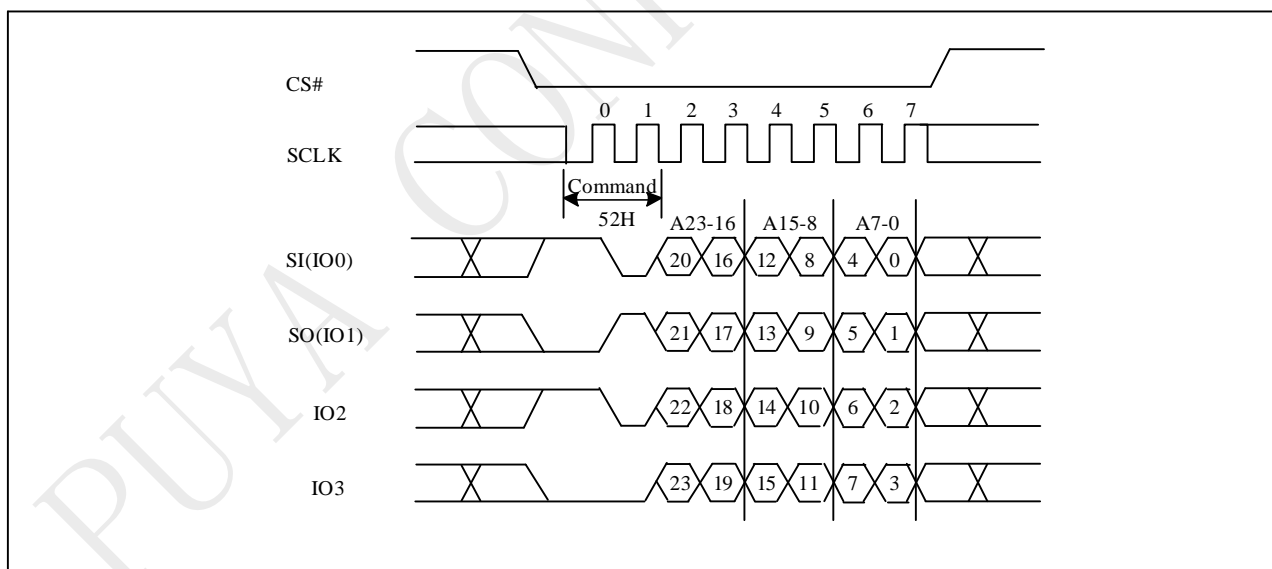 PUYA CONF
CS#
0 1 2 3 4 5 6 7
SCLK
Command
52H
A23-16 A15-8 A7-0
SI(IO0) 20 16 12 8 4 0
SO(IO1) 21 17 13 9 5 1
IO2 22 18 14 10 6 2
IO3 23 19 15 11 7 3